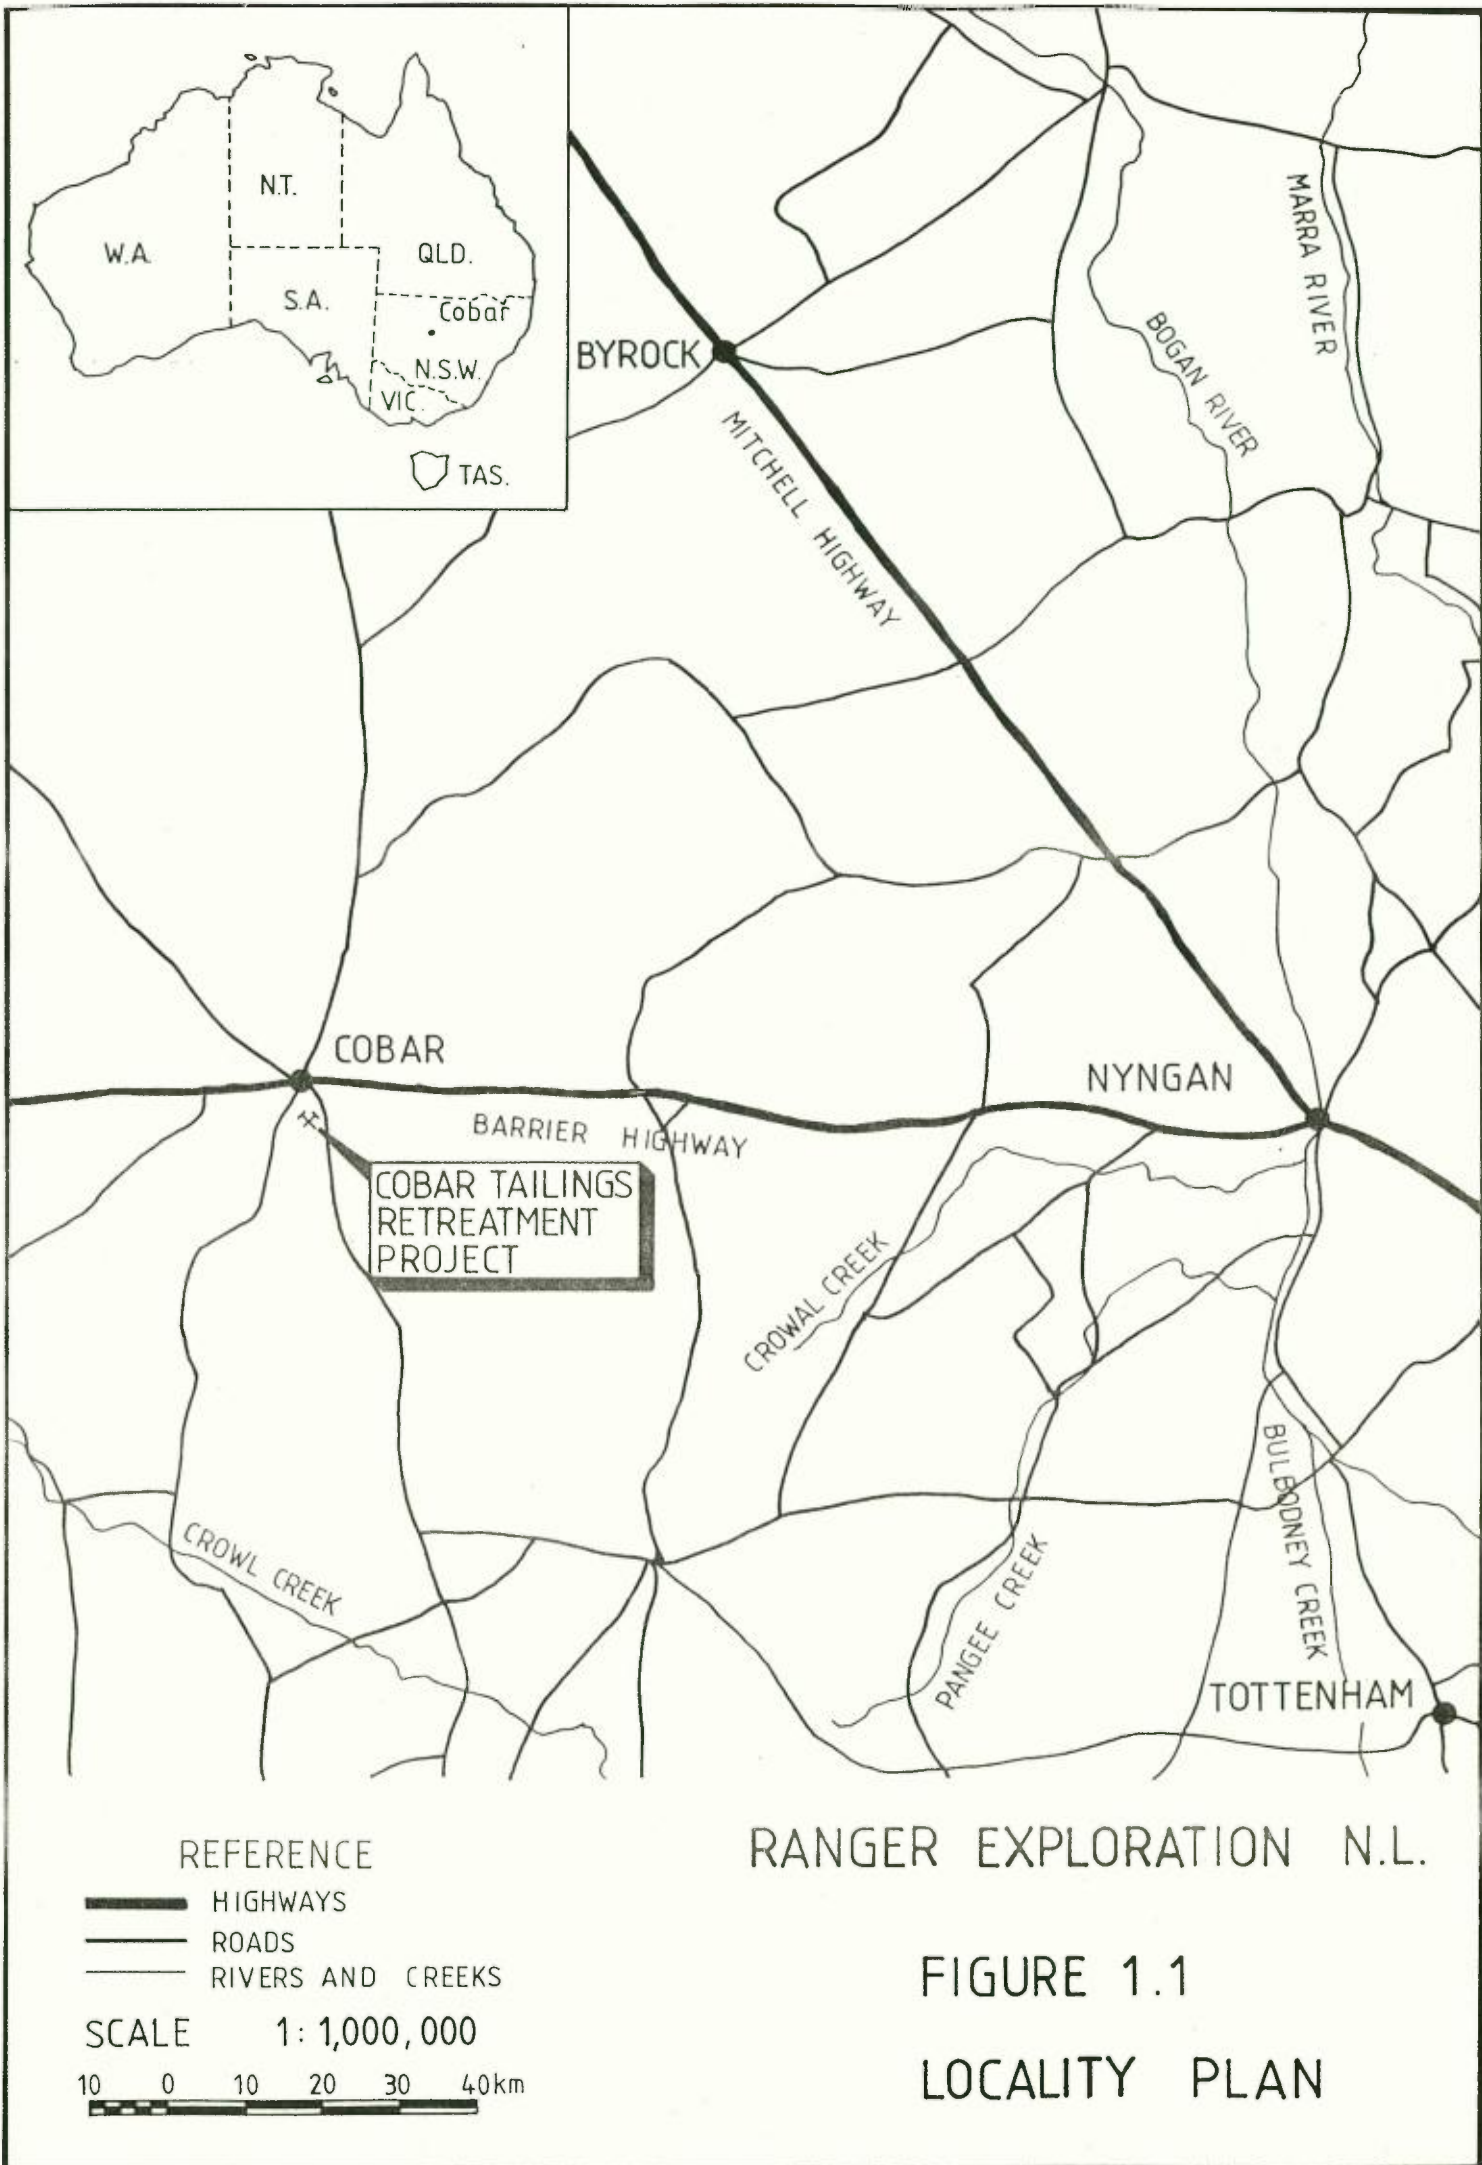 N.T.
W.A.
QLD.
S.A.
Cobar
N.S.W.
VIC.
TAS.
MARRA RIVER
BOGAN RIVER
BYROCK
MITCHELL HIGHWAY
COBAR
NYNGAN
BARRIER HIGHWAY
COBAR TAILINGS
RETREATMENT
PROJECT
CROWAL CREEK
BULBODNEY CREEK
CROWL CREEK
PANGEE CREEK
TOTTENHAM
REFERENCE
HIGHWAYS
ROADS
RIVERS AND CREEKS
SCALE 1: 1,000,000
10 0 10 20 30 40km
RANGER EXPLORATION N.L.
FIGURE 1.1
LOCALITY PLAN